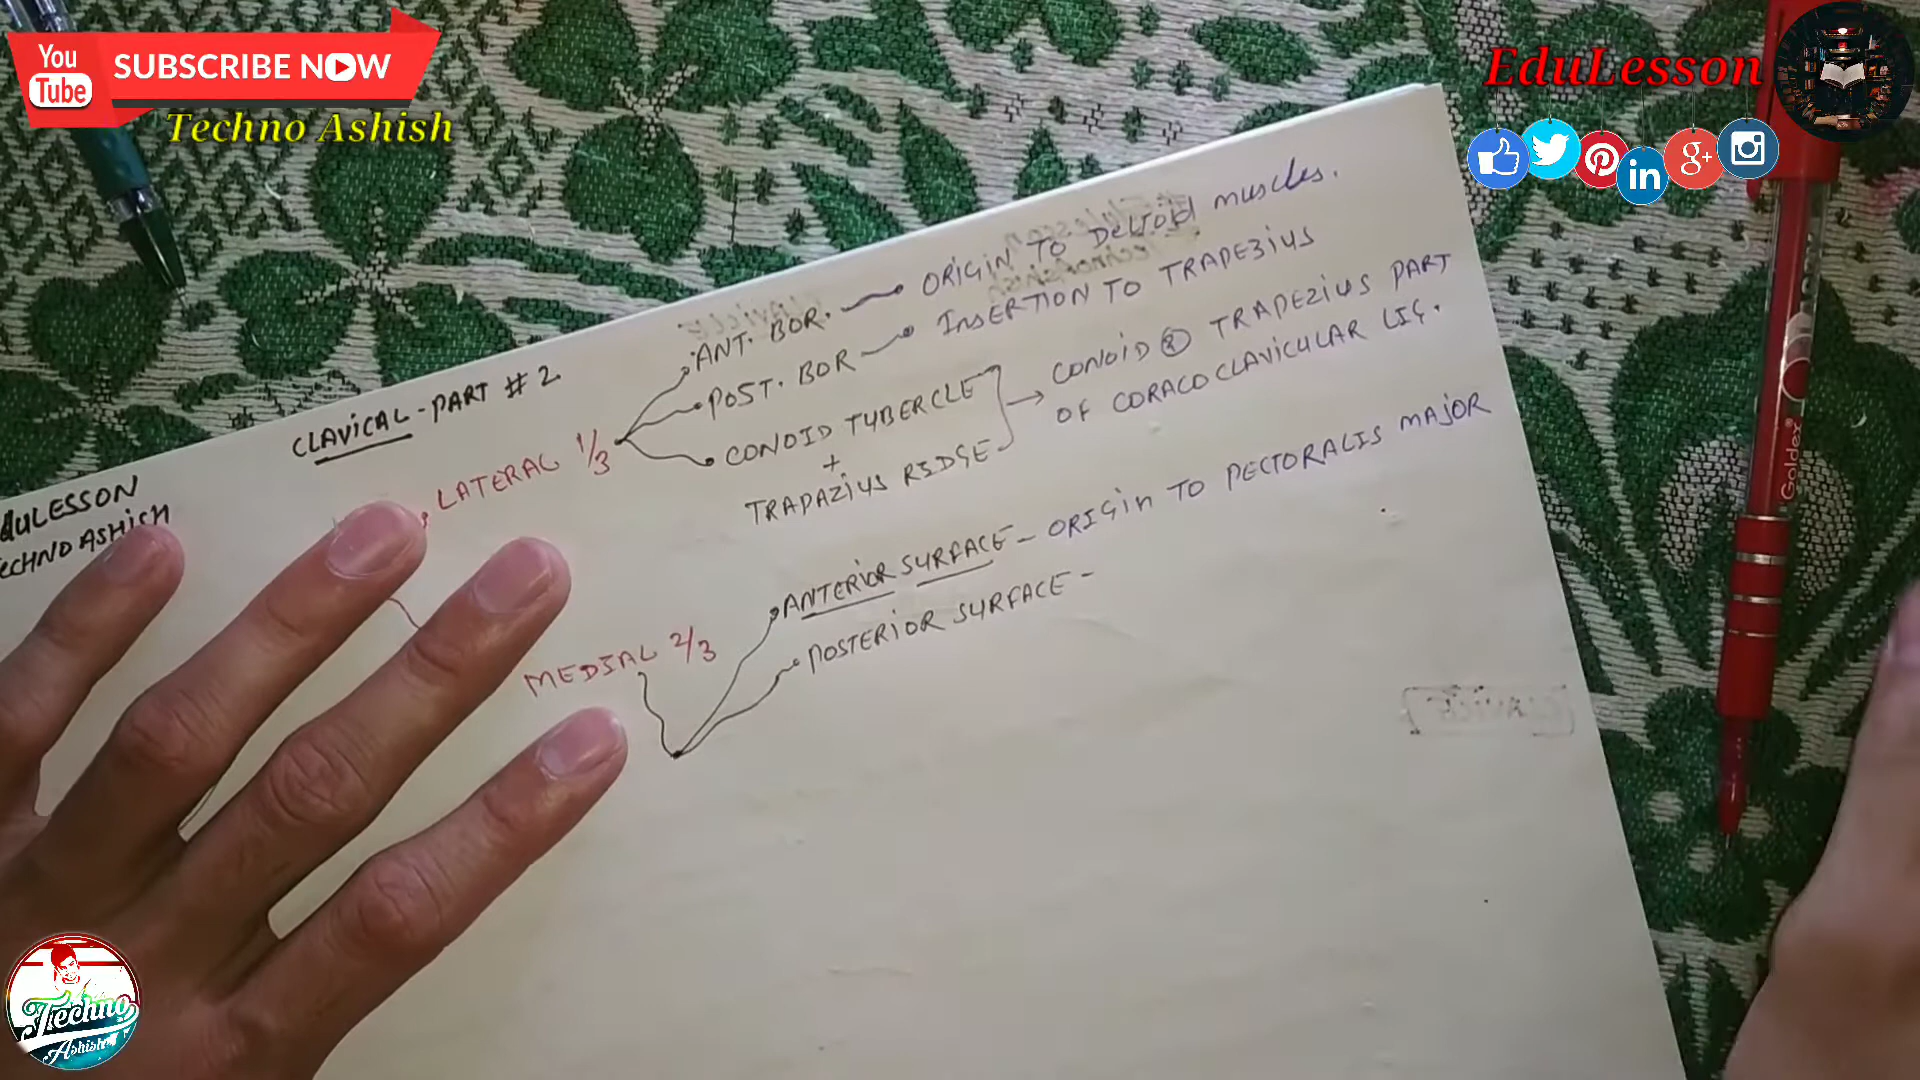 You
Tube
SUBSCRIBE NOW
Techno Ashish
EduLesson
in
g+
CLAVICAL - PART # 2
duLESSON
ECHNO ASHISH
LATERAL 1/3
ANT. BOR. ORIGIN TO DELTOID muscles.
POST. BOR INSERTION TO TRAPE3IUS
CONOID TUBERCLE
+
TRAPAZIUS RIDGE
CONOID & TRAPEZIUS PART
OF CORACO CLAVICULAR LIG.
MEDIAL 2/3
ANTERIOR SURFACE - ORIGIN TO PECTORALIS MAJOR
POSTERIOR SURFACE -
Goldex
Techno
Ashish